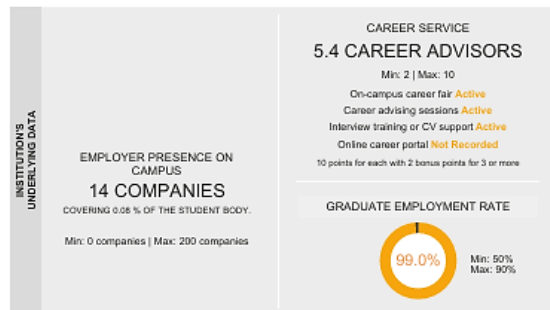 INSTITUTION'S
UNDERLYING DATA
EMPLOYER PRESENCE ON
CAMPUS
14 COMPANIES
COVERING 0.08 % OF THE STUDENT BODY.
Min: 0 companies | Max: 200 companies
CAREER SERVICE
5.4 CAREER ADVISORS
Min: 2 | Max: 10
On-campus career fair Active
Career advising sessions Active
Interview training or CV support Active
Online career portal Not Recorded
10 points for each with 2 bonus points for 3 or more
GRADUATE EMPLOYMENT RATE
99.0%
Min: 50%
Max: 90%